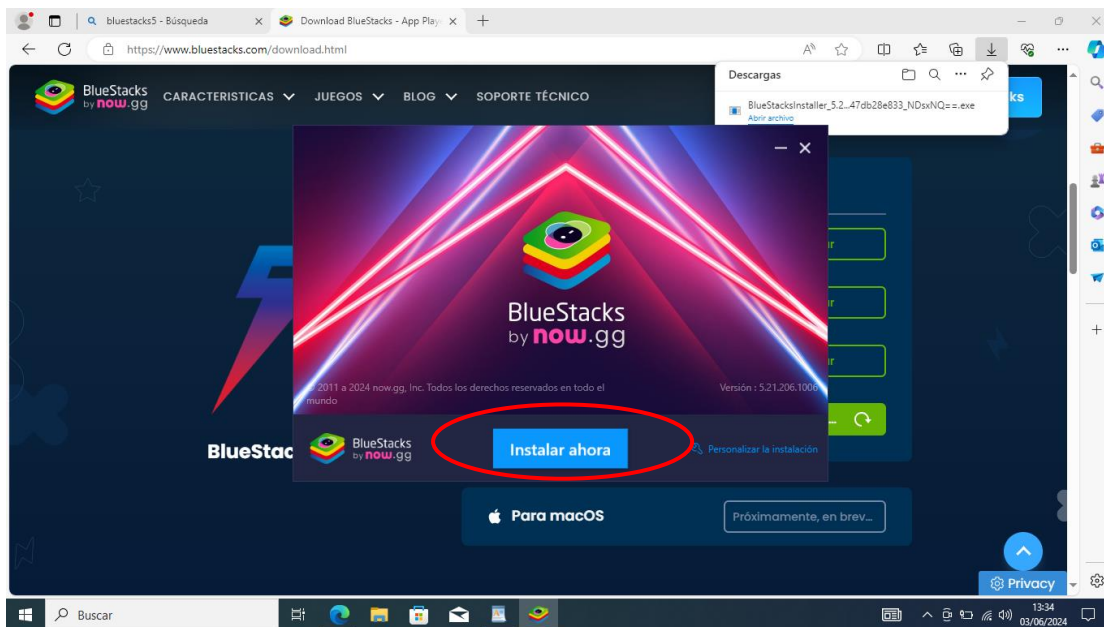 bluestacks5 - Búsqueda
Download BlueStacks - App Play
https://www.bluestacks.com/download.html
Descargas
BlueStacksInstaller_5.2...47db28e833_NDsxNQ==.exe
Abrir archivo
BlueStacks
by now.gg
CARACTERISTICAS
JUEGOS
BLOG
SOPORTE TÉCNICO
ks
BlueStacks
by now.gg
2011 a 2024 now.gg, Inc. Todos los derechos reservados en todo el
mundo
Versión : 5.21.206.1006
BlueStac
BlueStacks
by now.gg
Instalar ahora
Personalizar la instalación
Para macOS
Próximamente, en brev...
Privacy
Buscar
13:34
03/06/2024